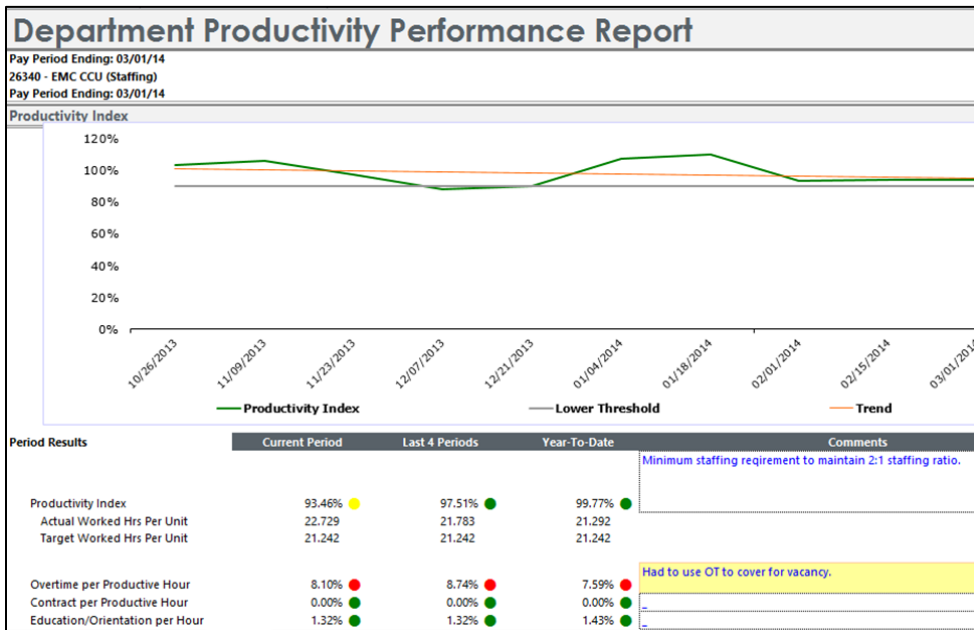 Department Productivity Performance Report
Pay Period Ending: 03/01/14
26340 - EMC CCU (Staffing)
Pay Period Ending: 03/01/14
Productivity Index
120%
100%
80%
60%
40%
20%
0%
10/26/2013 11/09/2013 11/23/2013 12/07/2013 12/21/2013 01/04/2014 01/18/2014 02/01/2014 02/15/2014 03/01/2014
Productivity Index Lower Threshold Trend
Period Results Current Period Last 4 Periods Year-To-Date Comments
Minimum staffing reqirement to maintain 2:1 staffing ratio.
Productivity Index 93.46% 97.51% 99.77%
Actual Worked Hrs Per Unit 22.729 21.783 21.292
Target Worked Hrs Per Unit 21.242 21.242 21.242
Had to use OT to cover for vacancy.
Overtime per Productive Hour 8.10% 8.74% 7.59%
Contract per Productive Hour 0.00% 0.00% 0.00% _
Education/Orientation per Hour 1.32% 1.32% 1.43% _